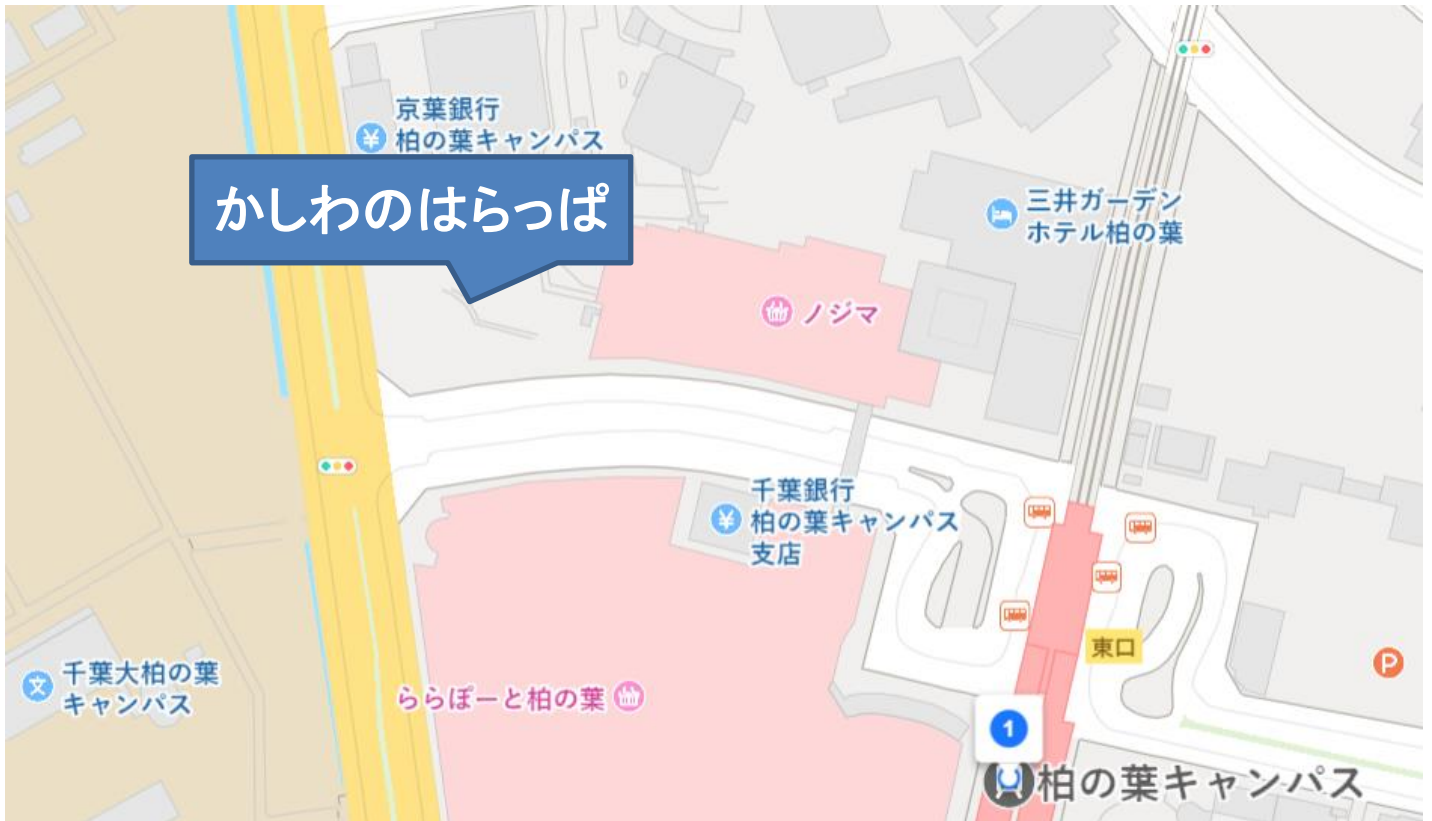 京葉銀行
柏の葉キャンパス
かしわのはらっぱ
三井ガーデン
ホテル柏の葉
ノジマ
千葉銀行
柏の葉キャンパス
支店
東口
P
文
千葉大柏の葉
キャンパス
ららぽーと柏の葉
1
柏の葉キャンパス